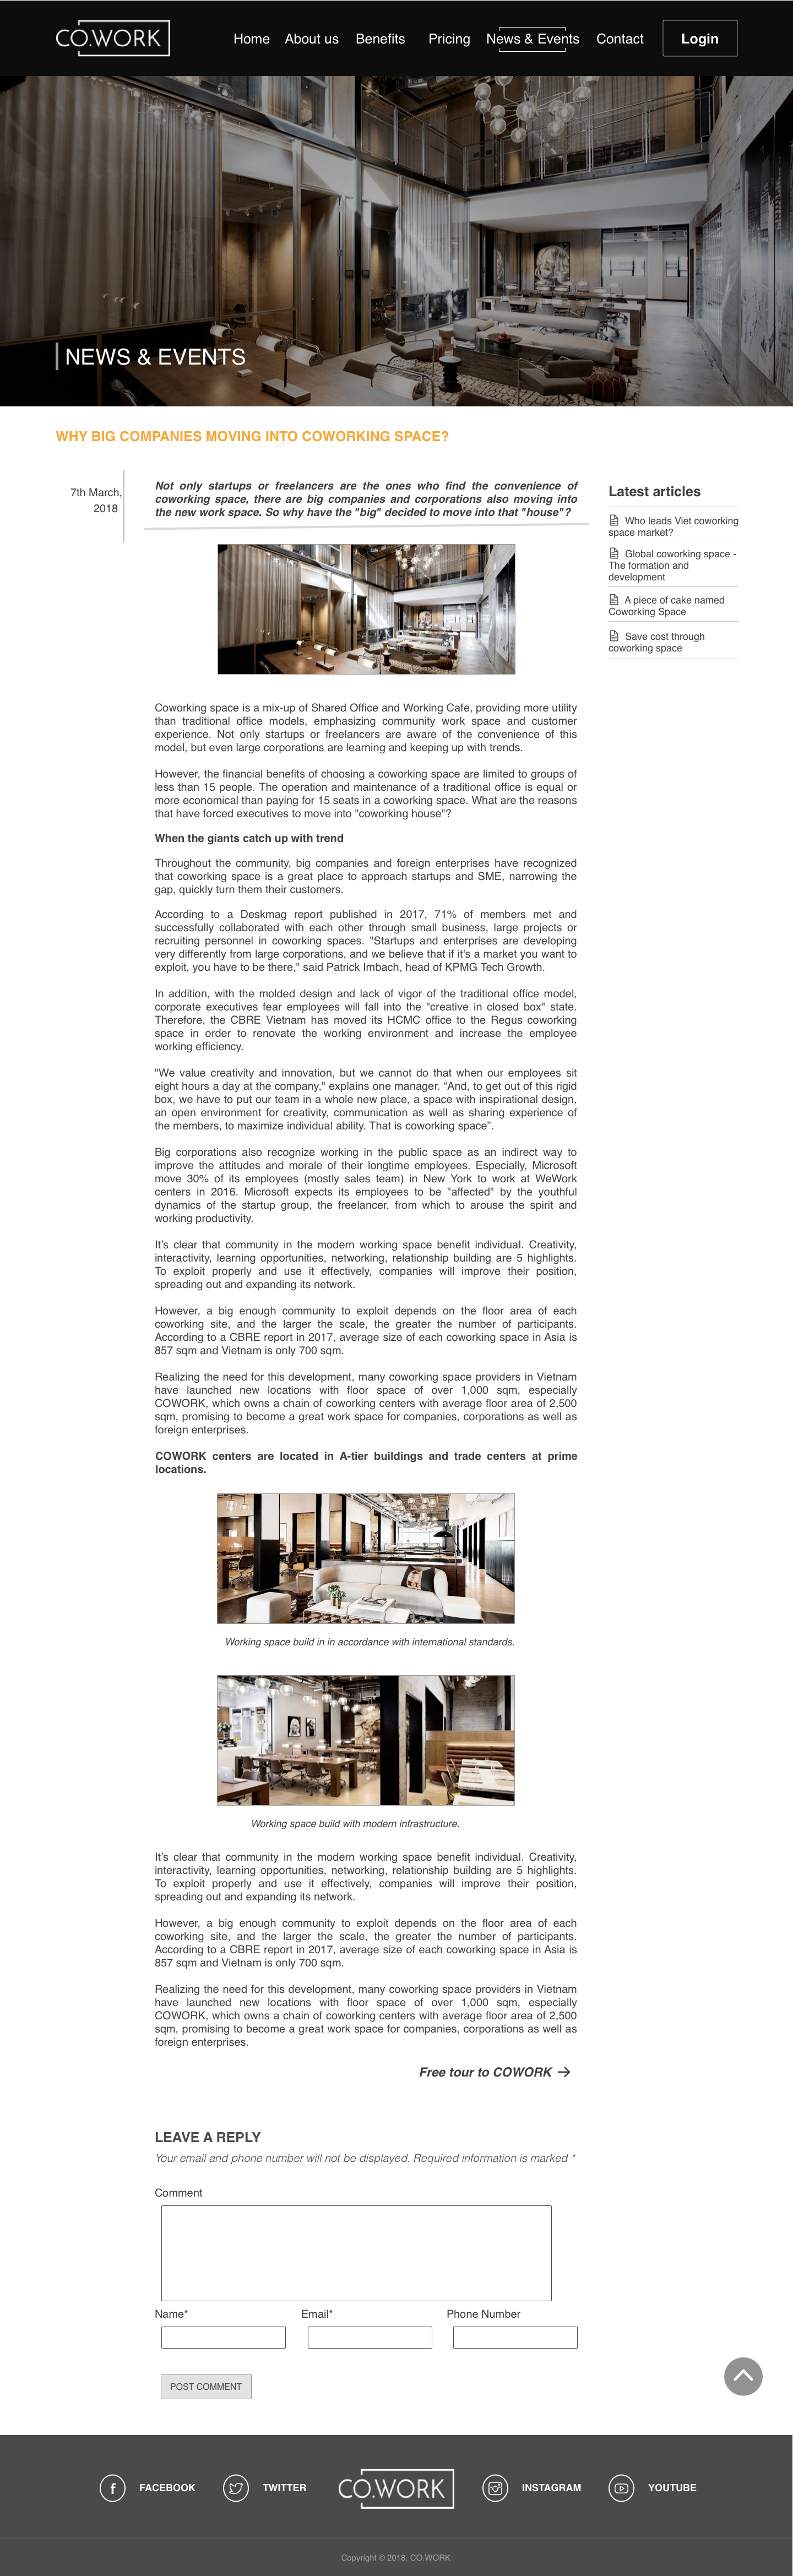 CO.WORK
Home About us Benefits Pricing News & Events Contact Login
NEWS & EVENTS
WHY BIG COMPANIES MOVING INTO COWORKING SPACE?
7th March,
2018
Not only startups or freelancers are the ones who find the convenience of
coworking space, there are big companies and corporations also moving into
the new work space. So why have the "big" decided to move into that "house"?
Coworking space is a mix-up of Shared Office and Working Cafe, providing more utility
than traditional office models, emphasizing community work space and customer
experience. Not only startups or freelancers are aware of the convenience of this
model, but even large corporations are learning and keeping up with trends.
However, the financial benefits of choosing a coworking space are limited to groups of
less than 15 people. The operation and maintenance of a traditional office is equal or
more economical than paying for 15 seats in a coworking space. What are the reasons
that have forced executives to move into "coworking house"?
When the giants catch up with trend
Throughout the community, big companies and foreign enterprises have recognized
that coworking space is a great place to approach startups and SME, narrowing the
gap, quickly turn them their customers.
According to a Deskmag report published in 2017, 71% of members met and
successfully collaborated with each other through small business, large projects or
recruiting personnel in coworking spaces. "Startups and enterprises are developing
very differently from large corporations, and we believe that if it's a market you want to
exploit, you have to be there," said Patrick Imbach, head of KPMG Tech Growth.
In addition, with the molded design and lack of vigor of the traditional office model,
corporate executives fear employees will fall into the "creative in closed box" state.
Therefore, the CBRE Vietnam has moved its HCMC office to the Regus coworking
space in order to renovate the working environment and increase the employee
working efficiency.
"We value creativity and innovation, but we cannot do that when our employees sit
eight hours a day at the company," explains one manager. "And, to get out of this rigid
box, we have to put our team in a whole new place, a space with inspirational design,
an open environment for creativity, communication as well as sharing experience of
the members, to maximize individual ability. That is coworking space".
Big corporations also recognize working in the public space as an indirect way to
improve the attitudes and morale of their longtime employees. Especially, Microsoft
move 30% of its employees (mostly sales team) in New York to work at WeWork
centers in 2016. Microsoft expects its employees to be "affected" by the youthful
dynamics of the startup group, the freelancer, from which to arouse the spirit and
working productivity.
It's clear that community in the modern working space benefit individual. Creativity,
interactivity, learning opportunities, networking, relationship building are 5 highlights.
To exploit properly and use it effectively, companies will improve their position,
spreading out and expanding its network.
However, a big enough community to exploit depends on the floor area of each
coworking site, and the larger the scale, the greater the number of participants.
According to a CBRE report in 2017, average size of each coworking space in Asia is
857 sqm and Vietnam is only 700 sqm.
Realizing the need for this development, many coworking space providers in Vietnam
have launched new locations with floor space of over 1,000 sqm, especially
COWORK, which owns a chain of coworking centers with average floor area of 2,500
sqm, promising to become a great work space for companies, corporations as well as
foreign enterprises.
COWORK centers are located in A-tier buildings and trade centers at prime
locations.
Working space build in in accordance with international standards.
Working space build with modern infrastructure.
It's clear that community in the modern working space benefit individual. Creativity,
interactivity, learning opportunities, networking, relationship building are 5 highlights.
To exploit properly and use it effectively, companies will improve their position,
spreading out and expanding its network.
However, a big enough community to exploit depends on the floor area of each
coworking site, and the larger the scale, the greater the number of participants.
According to a CBRE report in 2017, average size of each coworking space in Asia is
857 sqm and Vietnam is only 700 sqm.
Realizing the need for this development, many coworking space providers in Vietnam
have launched new locations with floor space of over 1,000 sqm, especially
COWORK, which owns a chain of coworking centers with average floor area of 2,500
sqm, promising to become a great work space for companies, corporations as well as
foreign enterprises.
Free tour to COWORK →
Latest articles
Who leads Viet coworking
space market?
Global coworking space -
The formation and
development
A piece of cake named
Coworking Space
Save cost through
coworking space
LEAVE A REPLY
Your email and phone number will not be displayed. Required information is marked *
Comment
Name* Email* Phone Number
POST COMMENT
FACEBOOK TWITTER CO.WORK INSTAGRAM YOUTUBE
Copyright © 2018. CO.WORK